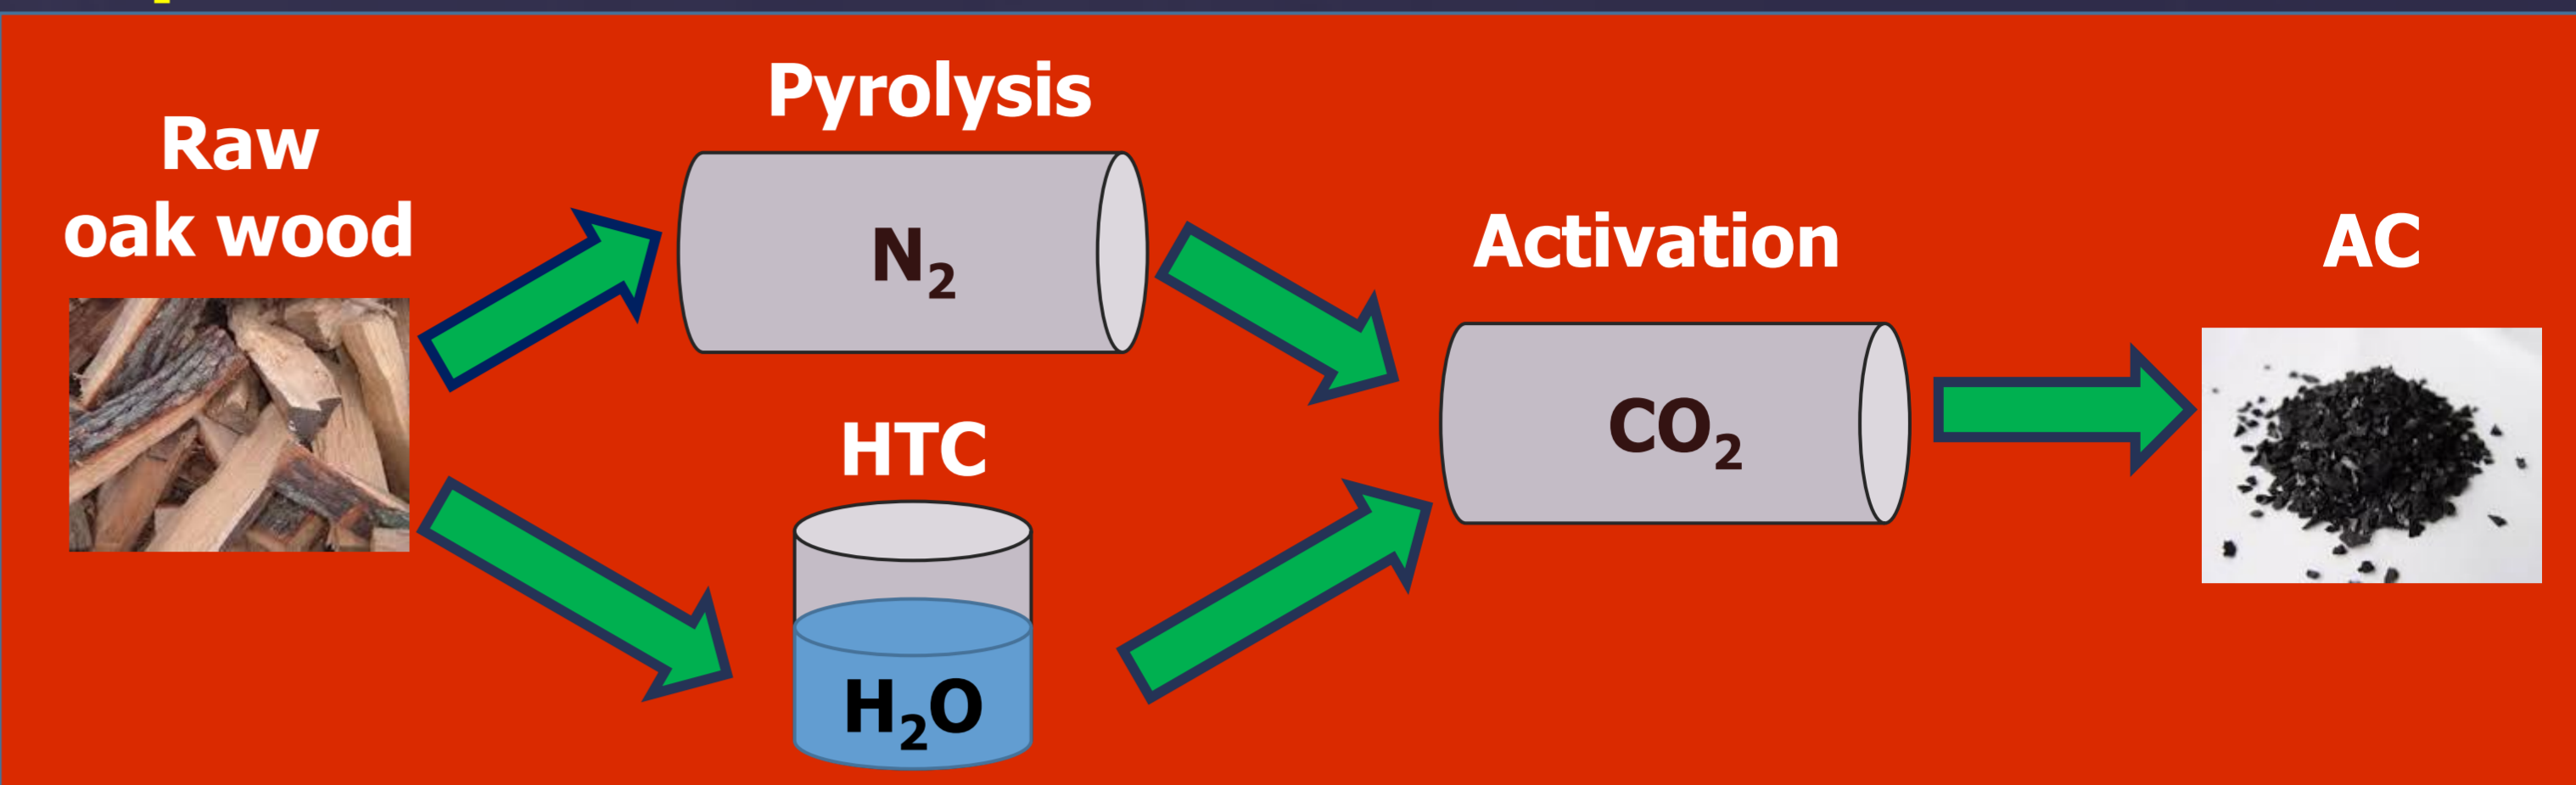 Raw
oak wood
Pyrolysis
N₂
HTC
H₂O
Activation
CO₂
AC